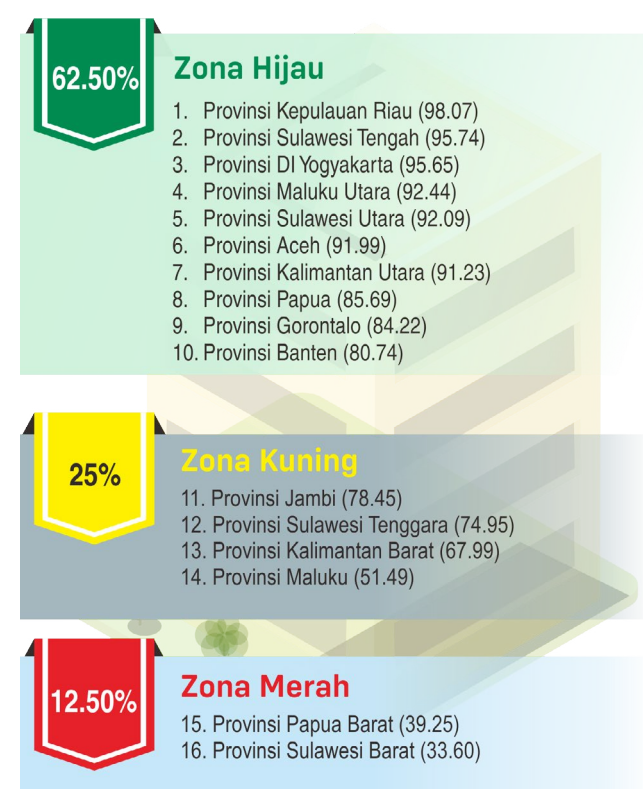 62.50%
Zona Hijau
1. Provinsi Kepulauan Riau (98.07)
2. Provinsi Sulawesi Tengah (95.74)
3. Provinsi DI Yogyakarta (95.65)
4. Provinsi Maluku Utara (92.44)
5. Provinsi Sulawesi Utara (92.09)
6. Provinsi Aceh (91.99)
7. Provinsi Kalimantan Utara (91.23)
8. Provinsi Papua (85.69)
9. Provinsi Gorontalo (84.22)
10. Provinsi Banten (80.74)
25%
Zona Kuning
11. Provinsi Jambi (78.45)
12. Provinsi Sulawesi Tenggara (74.95)
13. Provinsi Kalimantan Barat (67.99)
14. Provinsi Maluku (51.49)
12.50%
Zona Merah
15. Provinsi Papua Barat (39.25)
16. Provinsi Sulawesi Barat (33.60)